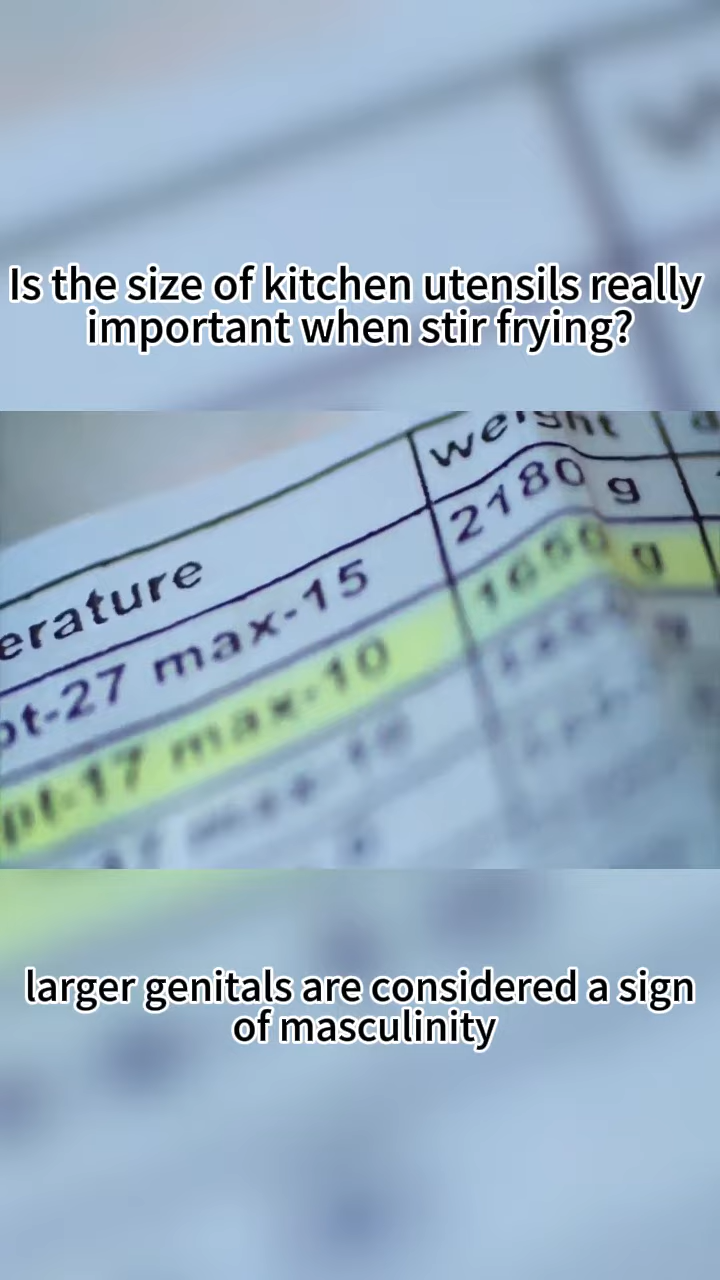 Is the size of kitchen utensils really
important when stir frying?
weight
erature
2180 g
pt-27 max-15
1650 g
pt-17 max-10
larger genitals are considered a sign
of masculinity